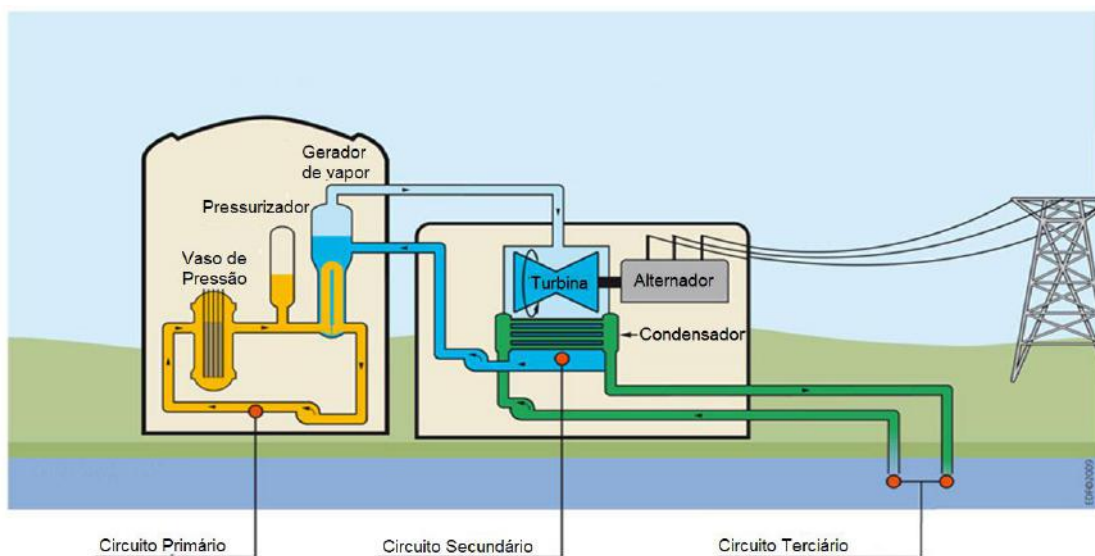 Gerador
de vapor
Pressurizador
Vaso de
Pressão
Turbina
Alternador
Condensador
Circuito Primário
Circuito Secundário
Circuito Terciário